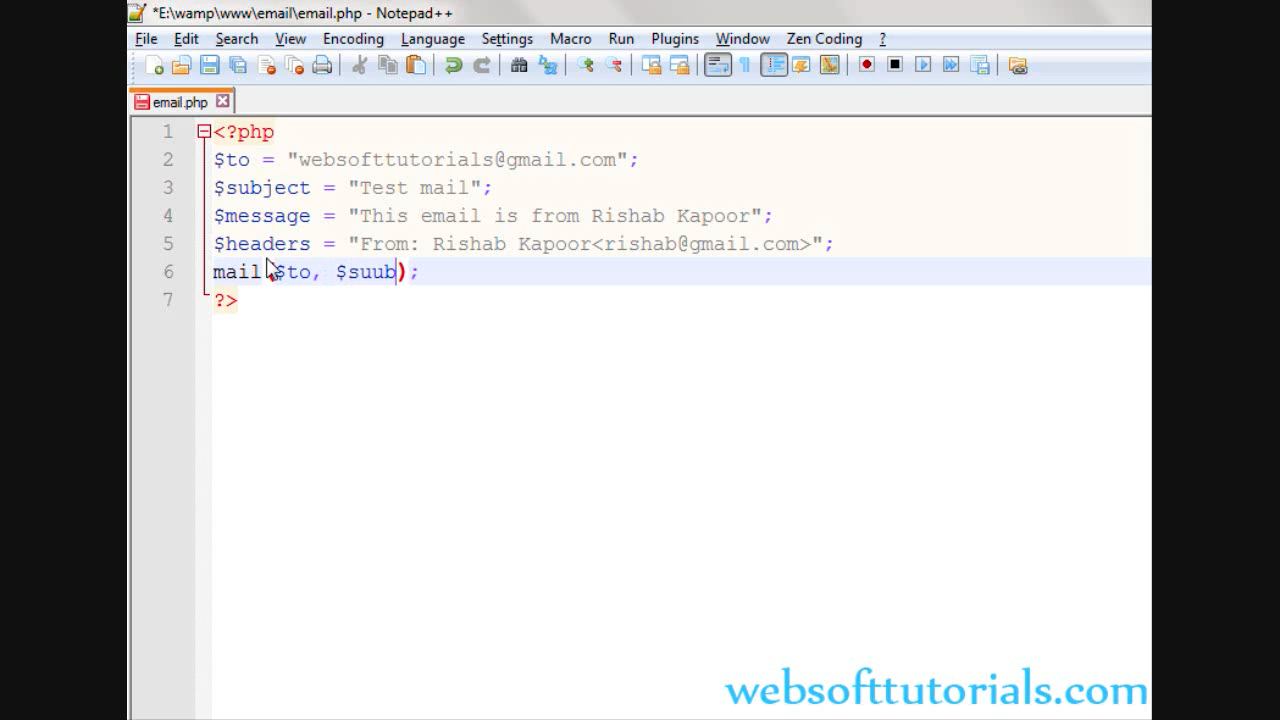 *E:\wamp\www\email\email.php - Notepad++
File Edit Search View Encoding Language Settings Macro Run Plugins Window Zen Coding ?
email.php
1 <?php
2 $to = "websofttutorials@gmail.com";
3 $subject = "Test mail";
4 $message = "This email is from Rishab Kapoor";
5 $headers = "From: Rishab Kapoor<rishab@gmail.com>";
6 mail $to, $suub);
7 ?>
websofttutorials.com